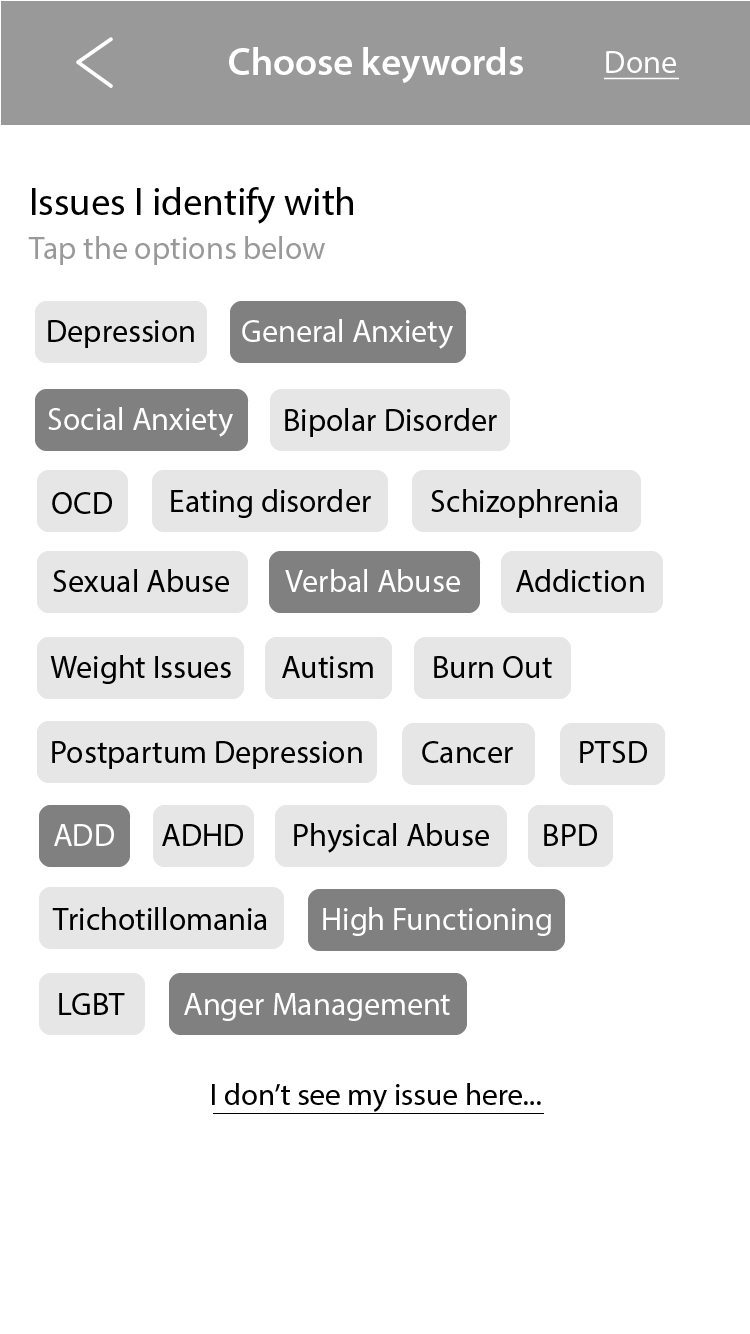 Choose keywords Done
Issues I identify with
Tap the options below
Depression General Anxiety
Social Anxiety Bipolar Disorder
OCD Eating disorder Schizophrenia
Sexual Abuse Verbal Abuse Addiction
Weight Issues Autism Burn Out
Postpartum Depression Cancer PTSD
ADD ADHD Physical Abuse BPD
Trichotillomania High Functioning
LGBT Anger Management
I don’t see my issue here...